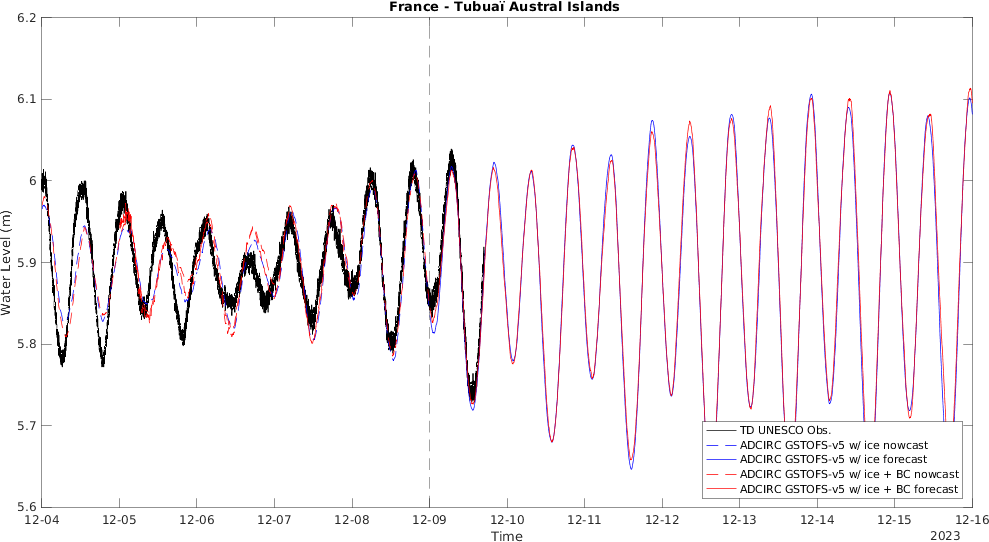 France - Tubuaï Austral Islands
6.2
6.1
6
5.9
5.8
5.7
5.6
Water Level (m)
TD UNESCO Obs.
ADCIRC GSTOFS-v5 w/ ice nowcast
ADCIRC GSTOFS-v5 w/ ice forecast
ADCIRC GSTOFS-v5 w/ ice + BC nowcast
ADCIRC GSTOFS-v5 w/ ice + BC forecast
12-04 12-05 12-06 12-07 12-08 12-09 12-10 12-11 12-12 12-13 12-14 12-15 12-16
Time
2023